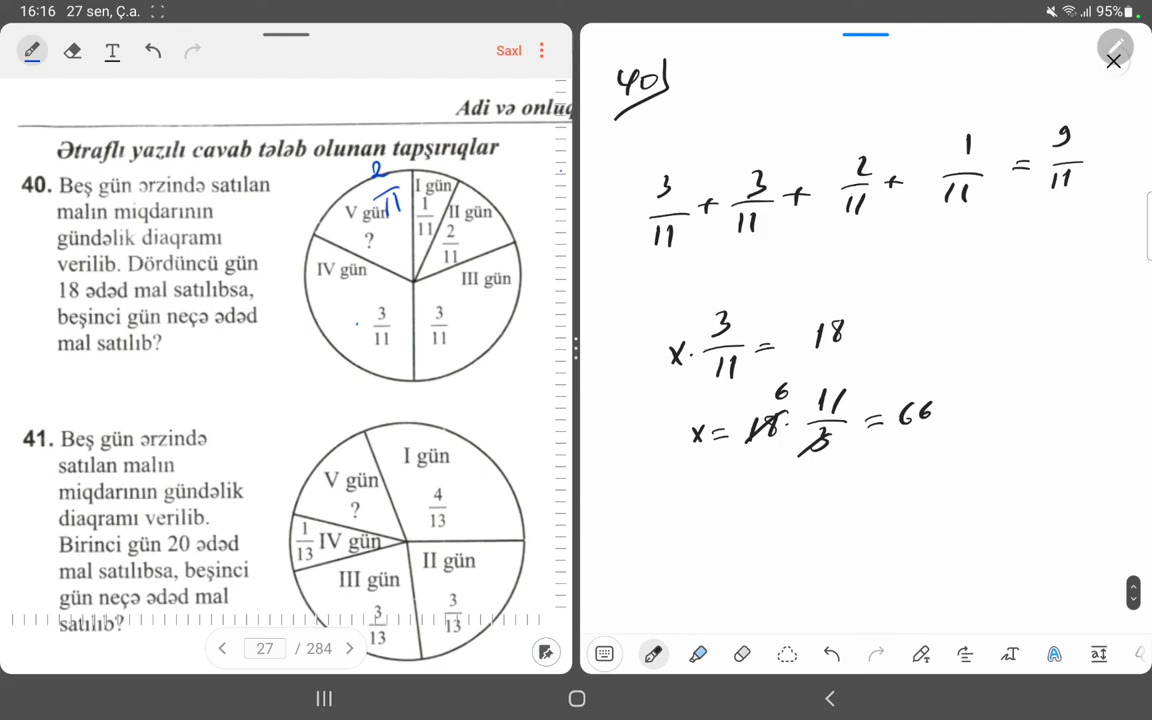 16:16 27 sen, Ç.a. 95%
Saxl
Adi və onluq
Ətraflı yazılı cavab tələb olunan tapşırıqlar
40. Beş gün ərzində satılan
malın miqdarının
gündəlik diaqramı
verilib. Dördüncü gün
18 ədəd mal satılıbsa,
beşinci gün neçə ədəd
mal satılıb?
I gün
1/11
II gün
2/11
III gün
3/11
IV gün
3/11
V gün
?
2/11
41. Beş gün ərzində
satılan malın
miqdarının gündəlik
diaqramı verilib.
Birinci gün 20 ədəd
mal satılıbsa, beşinci
gün neçə ədəd mal
satılıb?
I gün
4/13
II gün
3/13
III gün
3/13
1/13 IV gün
V gün
?
27 / 284
40)
3/11 + 3/11 + 2/11 + 1/11 = 9/11
x · 3/11 = 18
x = 18 · 11/3 = 66
6